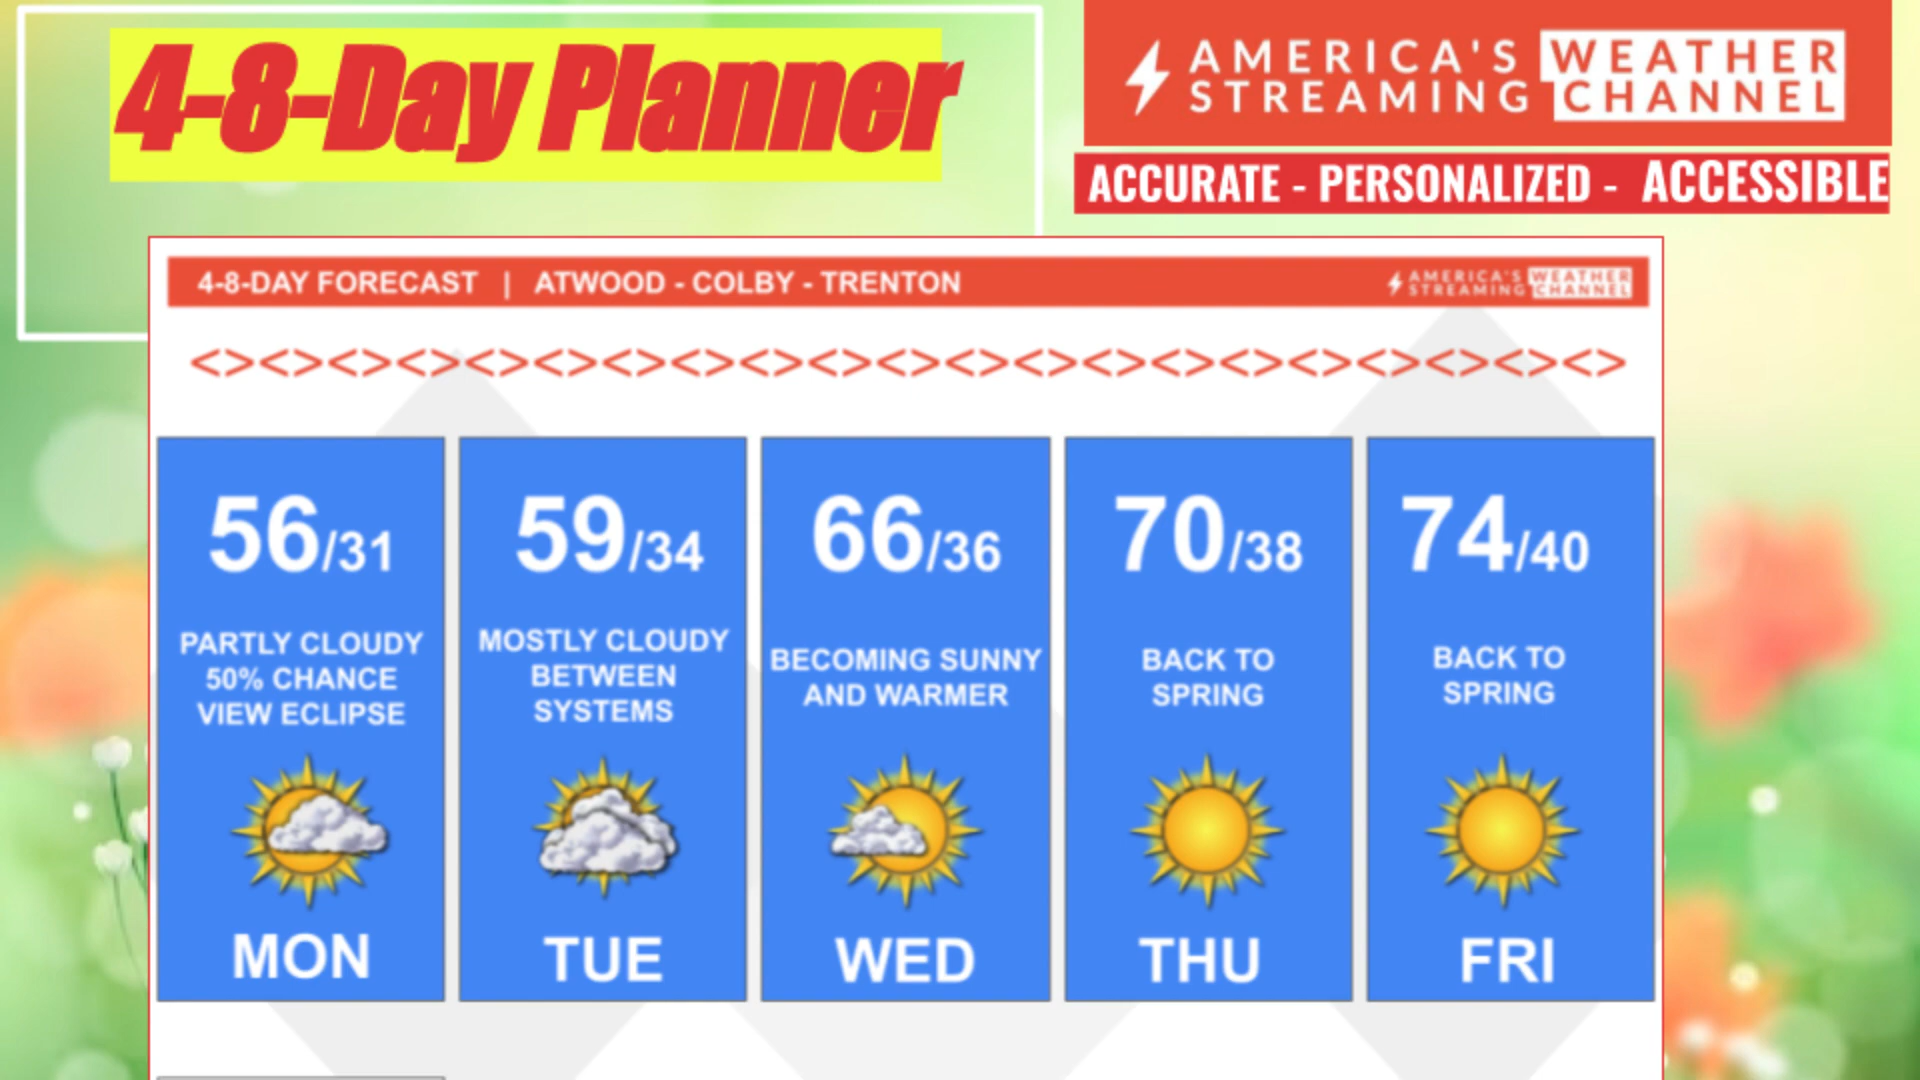 4-8-Day Planner
AMERICA'S WEATHER
STREAMING CHANNEL
ACCURATE - PERSONALIZED - ACCESSIBLE
4-8-DAY FORECAST | ATWOOD - COLBY - TRENTON
AMERICA'S WEATHER
STREAMING CHANNEL
<><><><><><><><><><><><><><><><><><><><><>
56/31
PARTLY CLOUDY
50% CHANCE
VIEW ECLIPSE
MON
59/34
MOSTLY CLOUDY
BETWEEN
SYSTEMS
TUE
66/36
BECOMING SUNNY
AND WARMER
WED
70/38
BACK TO
SPRING
THU
74/40
BACK TO
SPRING
FRI